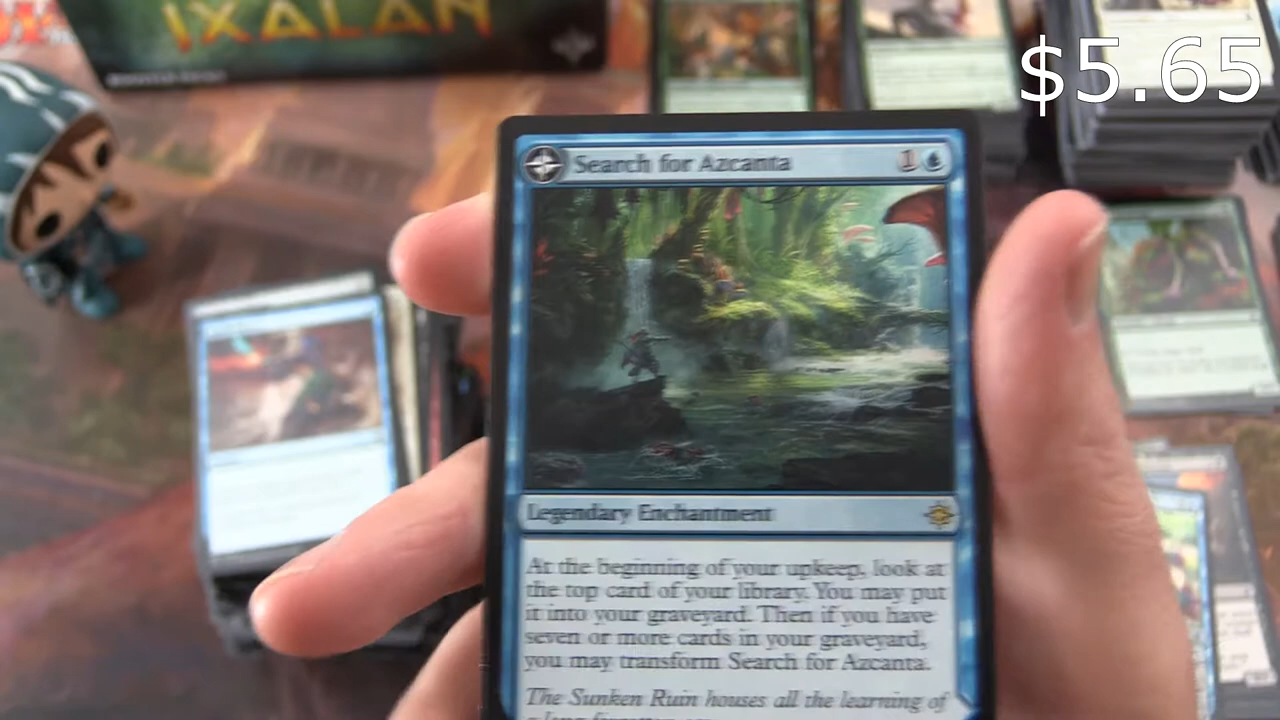 IXALAN
$5.65
Search for Azcanta 1
Legendary Enchantment
At the beginning of your upkeep, look at
the top card of your library. You may put
it into your graveyard. Then if you have
seven or more cards in your graveyard,
you may transform Search for Azcanta.
The Sunken Ruin houses all the learning of